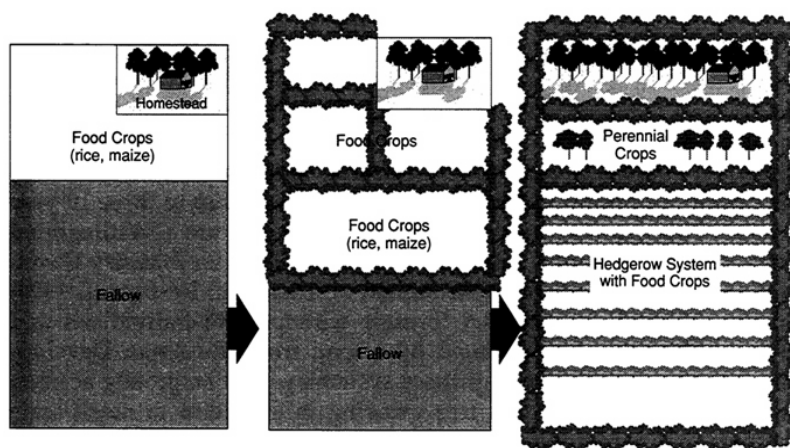 Homestead
Food Crops
(rice, maize)
Fallow
Food Crops
Food Crops
(rice, maize)
Fallow
Perennial
Crops
Hedgerow System
with Food Crops